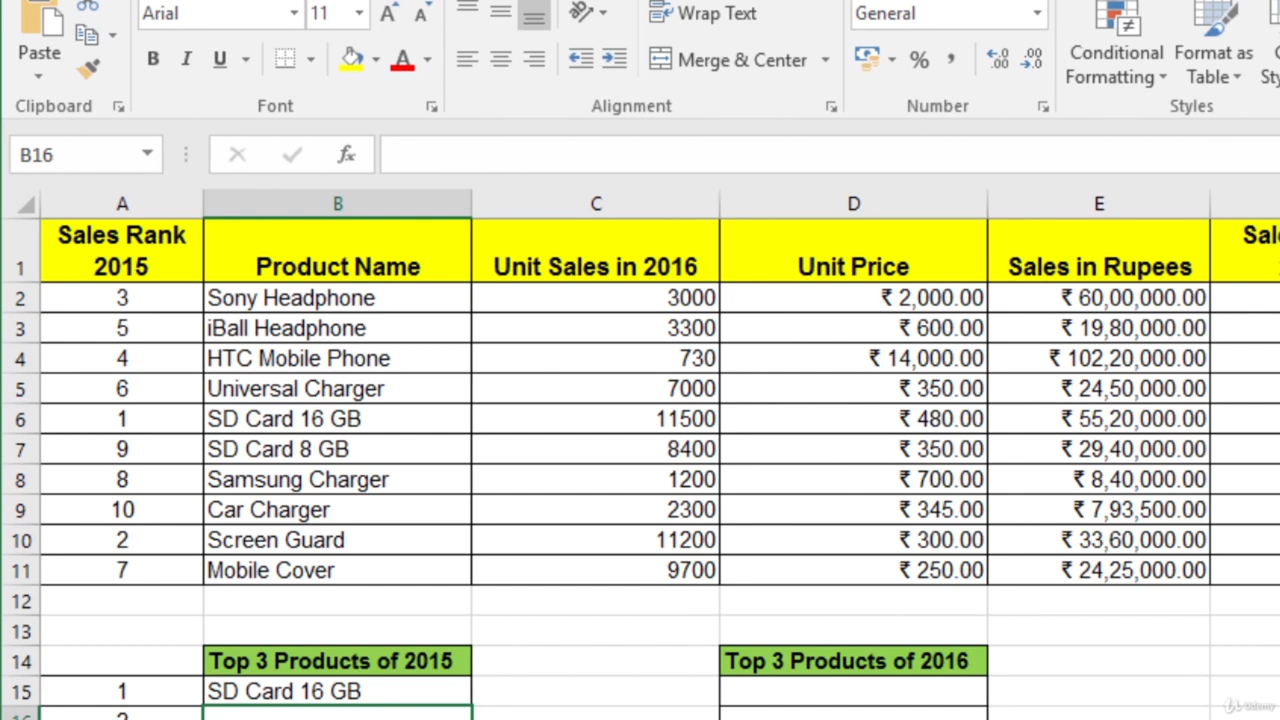 Arial 11 Wrap Text General
Paste B I U Merge & Center % Conditional Formatting Format as Table
Clipboard Font Alignment Number Styles
B16 fx
A B C D E
1 Sales Rank 2015 Product Name Unit Sales in 2016 Unit Price Sales in Rupees
2 3 Sony Headphone 3000 ₹ 2,000.00 ₹ 60,00,000.00
3 5 iBall Headphone 3300 ₹ 600.00 ₹ 19,80,000.00
4 4 HTC Mobile Phone 730 ₹ 14,000.00 ₹ 102,20,000.00
5 6 Universal Charger 7000 ₹ 350.00 ₹ 24,50,000.00
6 1 SD Card 16 GB 11500 ₹ 480.00 ₹ 55,20,000.00
7 9 SD Card 8 GB 8400 ₹ 350.00 ₹ 29,40,000.00
8 8 Samsung Charger 1200 ₹ 700.00 ₹ 8,40,000.00
9 10 Car Charger 2300 ₹ 345.00 ₹ 7,93,500.00
10 2 Screen Guard 11200 ₹ 300.00 ₹ 33,60,000.00
11 7 Mobile Cover 9700 ₹ 250.00 ₹ 24,25,000.00
12
13
14 Top 3 Products of 2015 Top 3 Products of 2016
15 1 SD Card 16 GB
Udemy